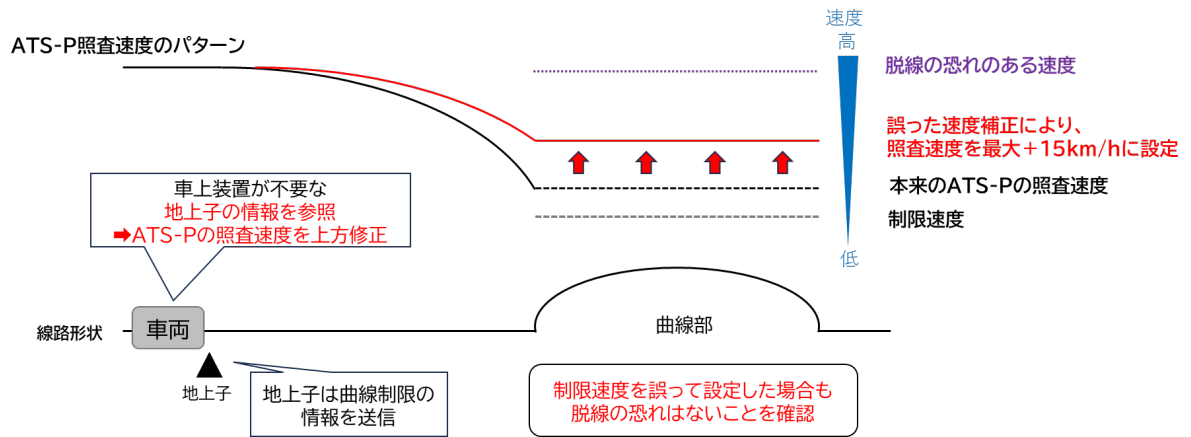 ATS-P照査速度のパターン
速度
高
脱線の恐れのある速度
誤った速度補正により、
照査速度を最大＋15km/hに設定
本来のATS-Pの照査速度
制限速度
低
車上装置が不要な
地上子の情報を参照
➡ATS-Pの照査速度を上方修正
線路形状
車両
曲線部
地上子
地上子は曲線制限の
情報を送信
制限速度を誤って設定した場合も
脱線の恐れはないことを確認